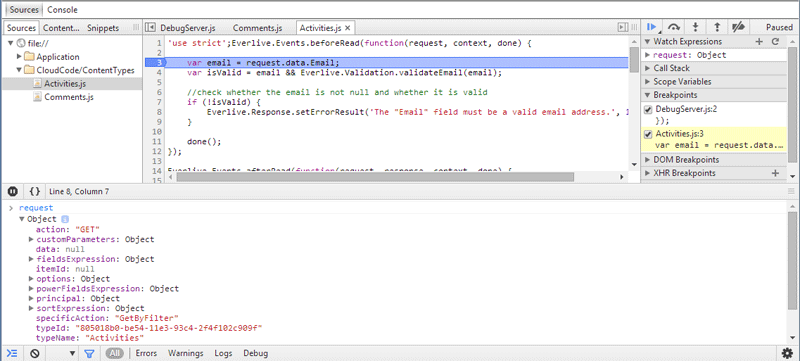 Sources Console
Sources Content... Snippets
DebugServer.js Comments.js Activities.js ×
Paused
file://
Application
CloudCode/ContentTypes
Activities.js
Comments.js
1 'use strict';Everlive.Events.beforeRead(function(request, context, done) {
2
3 var email = request.data.Email;
4 var isValid = email && Everlive.Validation.validateEmail(email);
5
6 //check whether the email is not null and whether it is valid
7 if (!isValid) {
8 Everlive.Response.setErrorResult('The "Email" field must be a valid email address.', 1
9 }
10
11 done();
12 });
13
14 Everlive.Events.afterRead(function(request, response, context, done) {
Watch Expressions
request: Object
Call Stack
Scope Variables
Breakpoints
DebugServer.js:2
});
Activities.js:3
var email = request.data....
DOM Breakpoints
XHR Breakpoints
{} Line 8, Column 7
> request
Object
action: "GET"
customParameters: Object
data: null
fieldsExpression: Object
itemId: null
options: Object
powerFieldsExpression: Object
principal: Object
sortExpression: Object
specificAction: "GetByFilter"
typeId: "805018b0-be54-11e3-93c4-2f4f102c909f"
typeName: "Activities"
All Errors Warnings Logs Debug